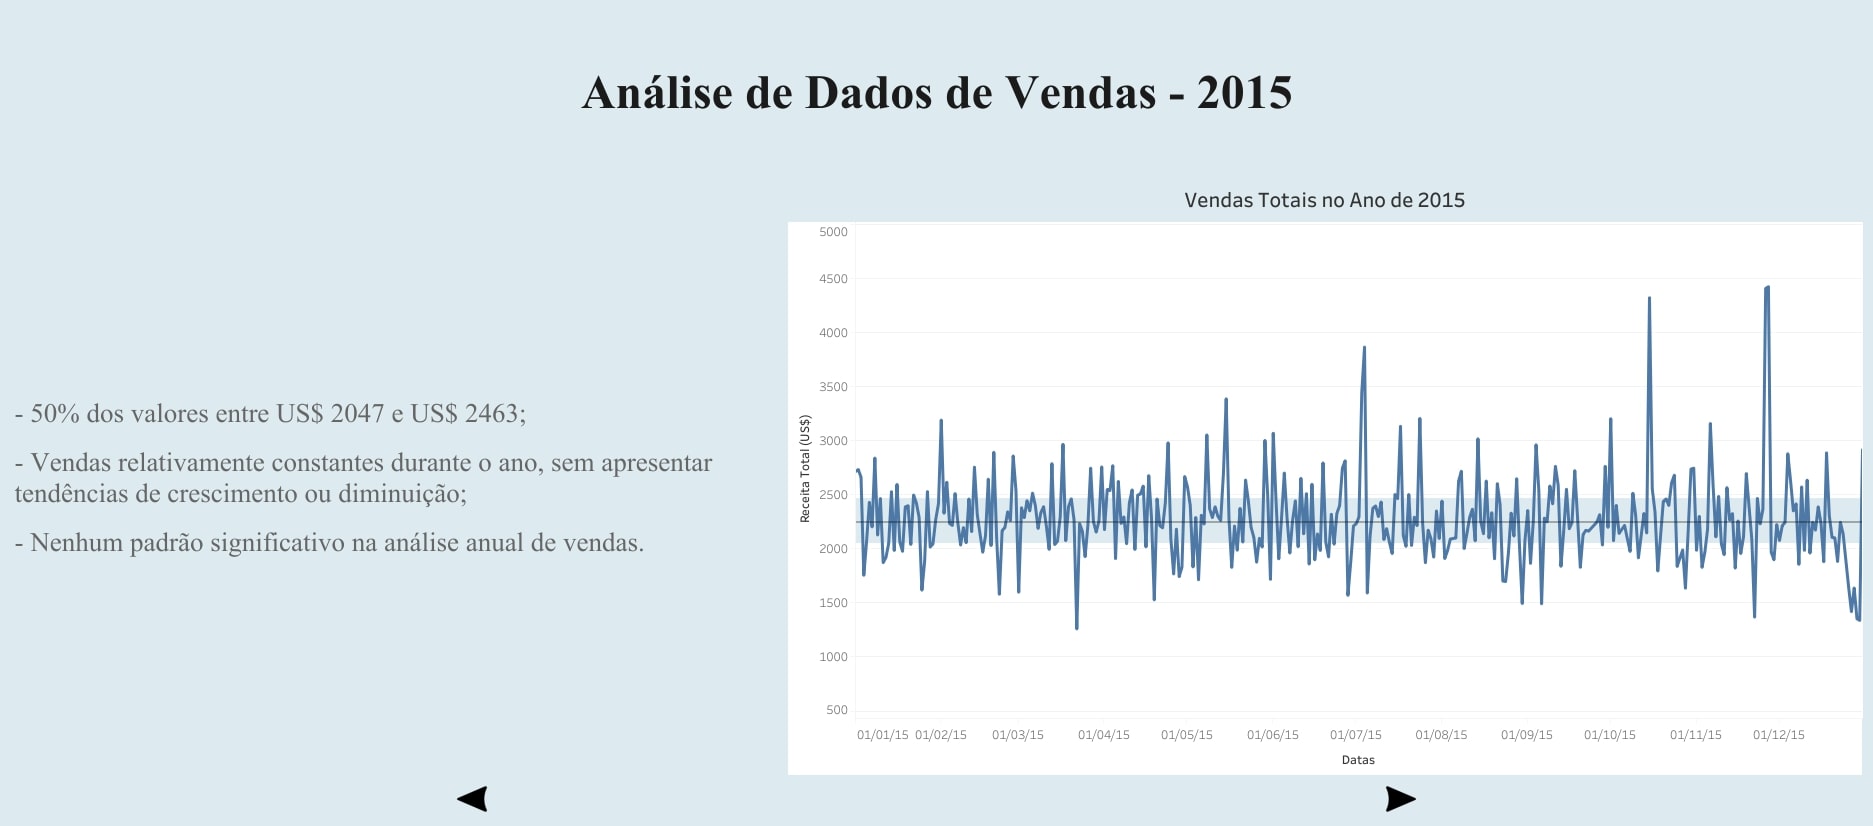 Análise de Dados de Vendas - 2015
- 50% dos valores entre US$ 2047 e US$ 2463;
- Vendas relativamente constantes durante o ano, sem apresentar
tendências de crescimento ou diminuição;
- Nenhum padrão significativo na análise anual de vendas.
Vendas Totais no Ano de 2015
Receita Total (US$)
5000
4500
4000
3500
3000
2500
2000
1500
1000
500
01/01/15 01/02/15 01/03/15 01/04/15 01/05/15 01/06/15 01/07/15 01/08/15 01/09/15 01/10/15 01/11/15 01/12/15
Datas